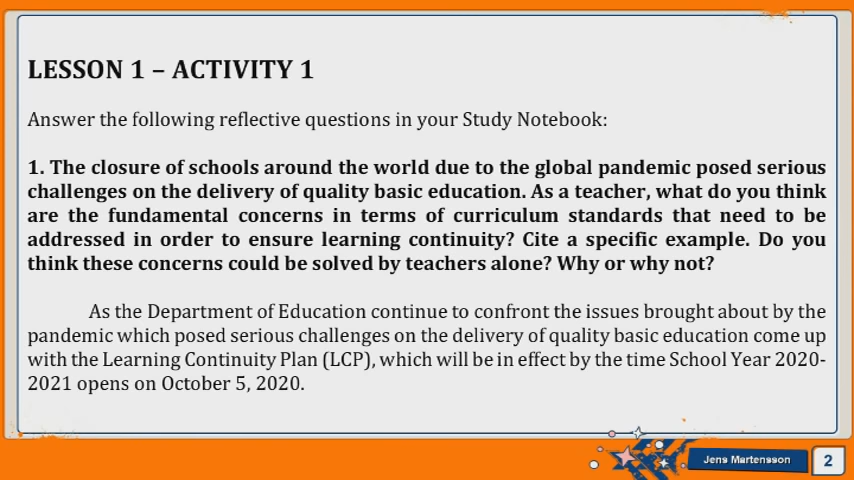 LESSON 1 – ACTIVITY 1
Answer the following reflective questions in your Study Notebook:
1. The closure of schools around the world due to the global pandemic posed serious
challenges on the delivery of quality basic education. As a teacher, what do you think
are the fundamental concerns in terms of curriculum standards that need to be
addressed in order to ensure learning continuity? Cite a specific example. Do you
think these concerns could be solved by teachers alone? Why or why not?
As the Department of Education continue to confront the issues brought about by the
pandemic which posed serious challenges on the delivery of quality basic education come up
with the Learning Continuity Plan (LCP), which will be in effect by the time School Year 2020-
2021 opens on October 5, 2020.
Jens Martensson
2